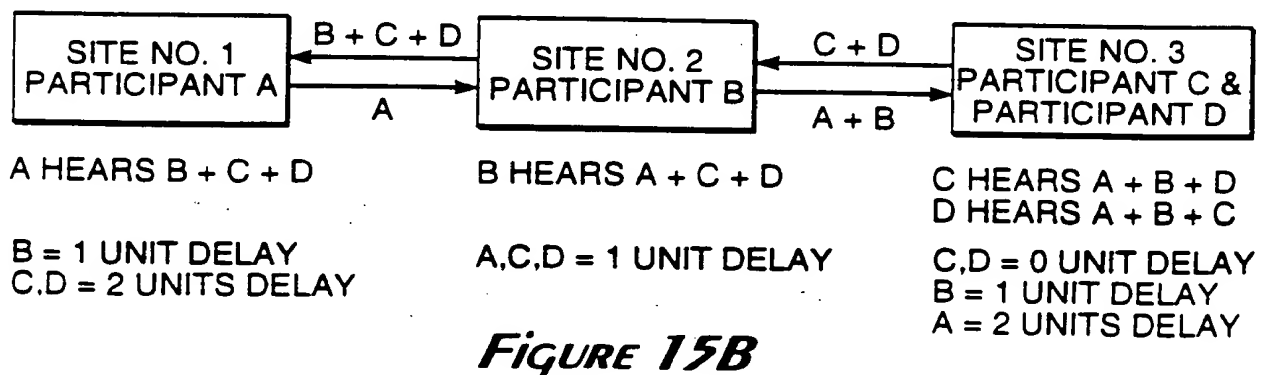 SITE NO. 1
PARTICIPANT A
B + C + D
A
SITE NO. 2
PARTICIPANT B
C + D
A + B
SITE NO. 3
PARTICIPANT C &
PARTICIPANT D
A HEARS B + C + D
B = 1 UNIT DELAY
C,D = 2 UNITS DELAY
B HEARS A + C + D
A,C,D = 1 UNIT DELAY
C HEARS A + B + D
D HEARS A + B + C
C,D = 0 UNIT DELAY
B = 1 UNIT DELAY
A = 2 UNITS DELAY
FIGURE 15B